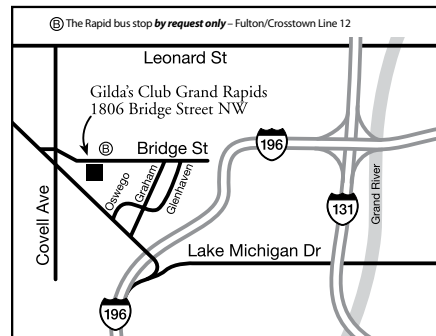 Ⓑ The Rapid bus stop by request only – Fulton/Crosstown Line 12
Leonard St
Gilda's Club Grand Rapids
1806 Bridge Street NW
Ⓑ
Bridge St
196
Oswego
Graham
Glenhaven
Covell Ave
131
Grand River
Lake Michigan Dr
196